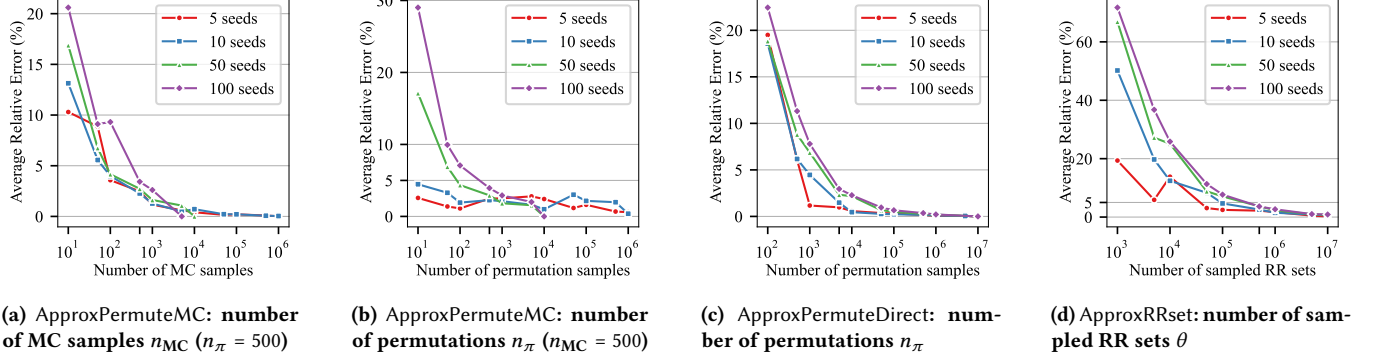 Average Relative Error (%)
20
15
10
5
0
5 seeds
10 seeds
50 seeds
100 seeds
10^1 10^2 10^3 10^4 10^5 10^6
Number of MC samples
(a) ApproxPermuteMC: number
of MC samples n_MC (n_π = 500)
Average Relative Error (%)
30
20
10
0
5 seeds
10 seeds
50 seeds
100 seeds
10^1 10^2 10^3 10^4 10^5 10^6
Number of permutation samples
(b) ApproxPermuteMC: number
of permutations n_π (n_MC = 500)
Average Relative Error (%)
20
15
10
5
0
5 seeds
10 seeds
50 seeds
100 seeds
10^2 10^3 10^4 10^5 10^6 10^7
Number of permutation samples
(c) ApproxPermuteDirect: num-
ber of permutations n_π
Average Relative Error (%)
60
40
20
5
0
5 seeds
10 seeds
50 seeds
100 seeds
10^3 10^4 10^5 10^6 10^7
Number of sampled RR sets
(d) ApproxRRset: number of sam-
pled RR sets θ